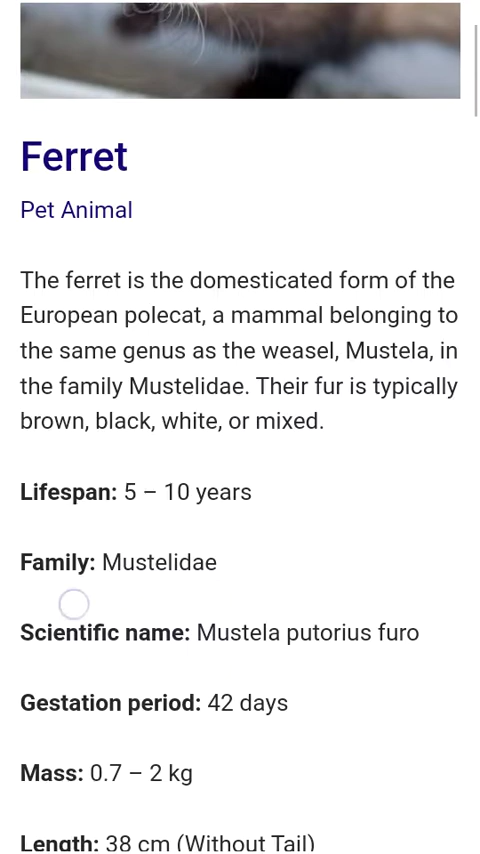 Ferret
Pet Animal
The ferret is the domesticated form of the
European polecat, a mammal belonging to
the same genus as the weasel, Mustela, in
the family Mustelidae. Their fur is typically
brown, black, white, or mixed.
Lifespan: 5 – 10 years
Family: Mustelidae
Scientific name: Mustela putorius furo
Gestation period: 42 days
Mass: 0.7 – 2 kg
Length: 38 cm (Without Tail)